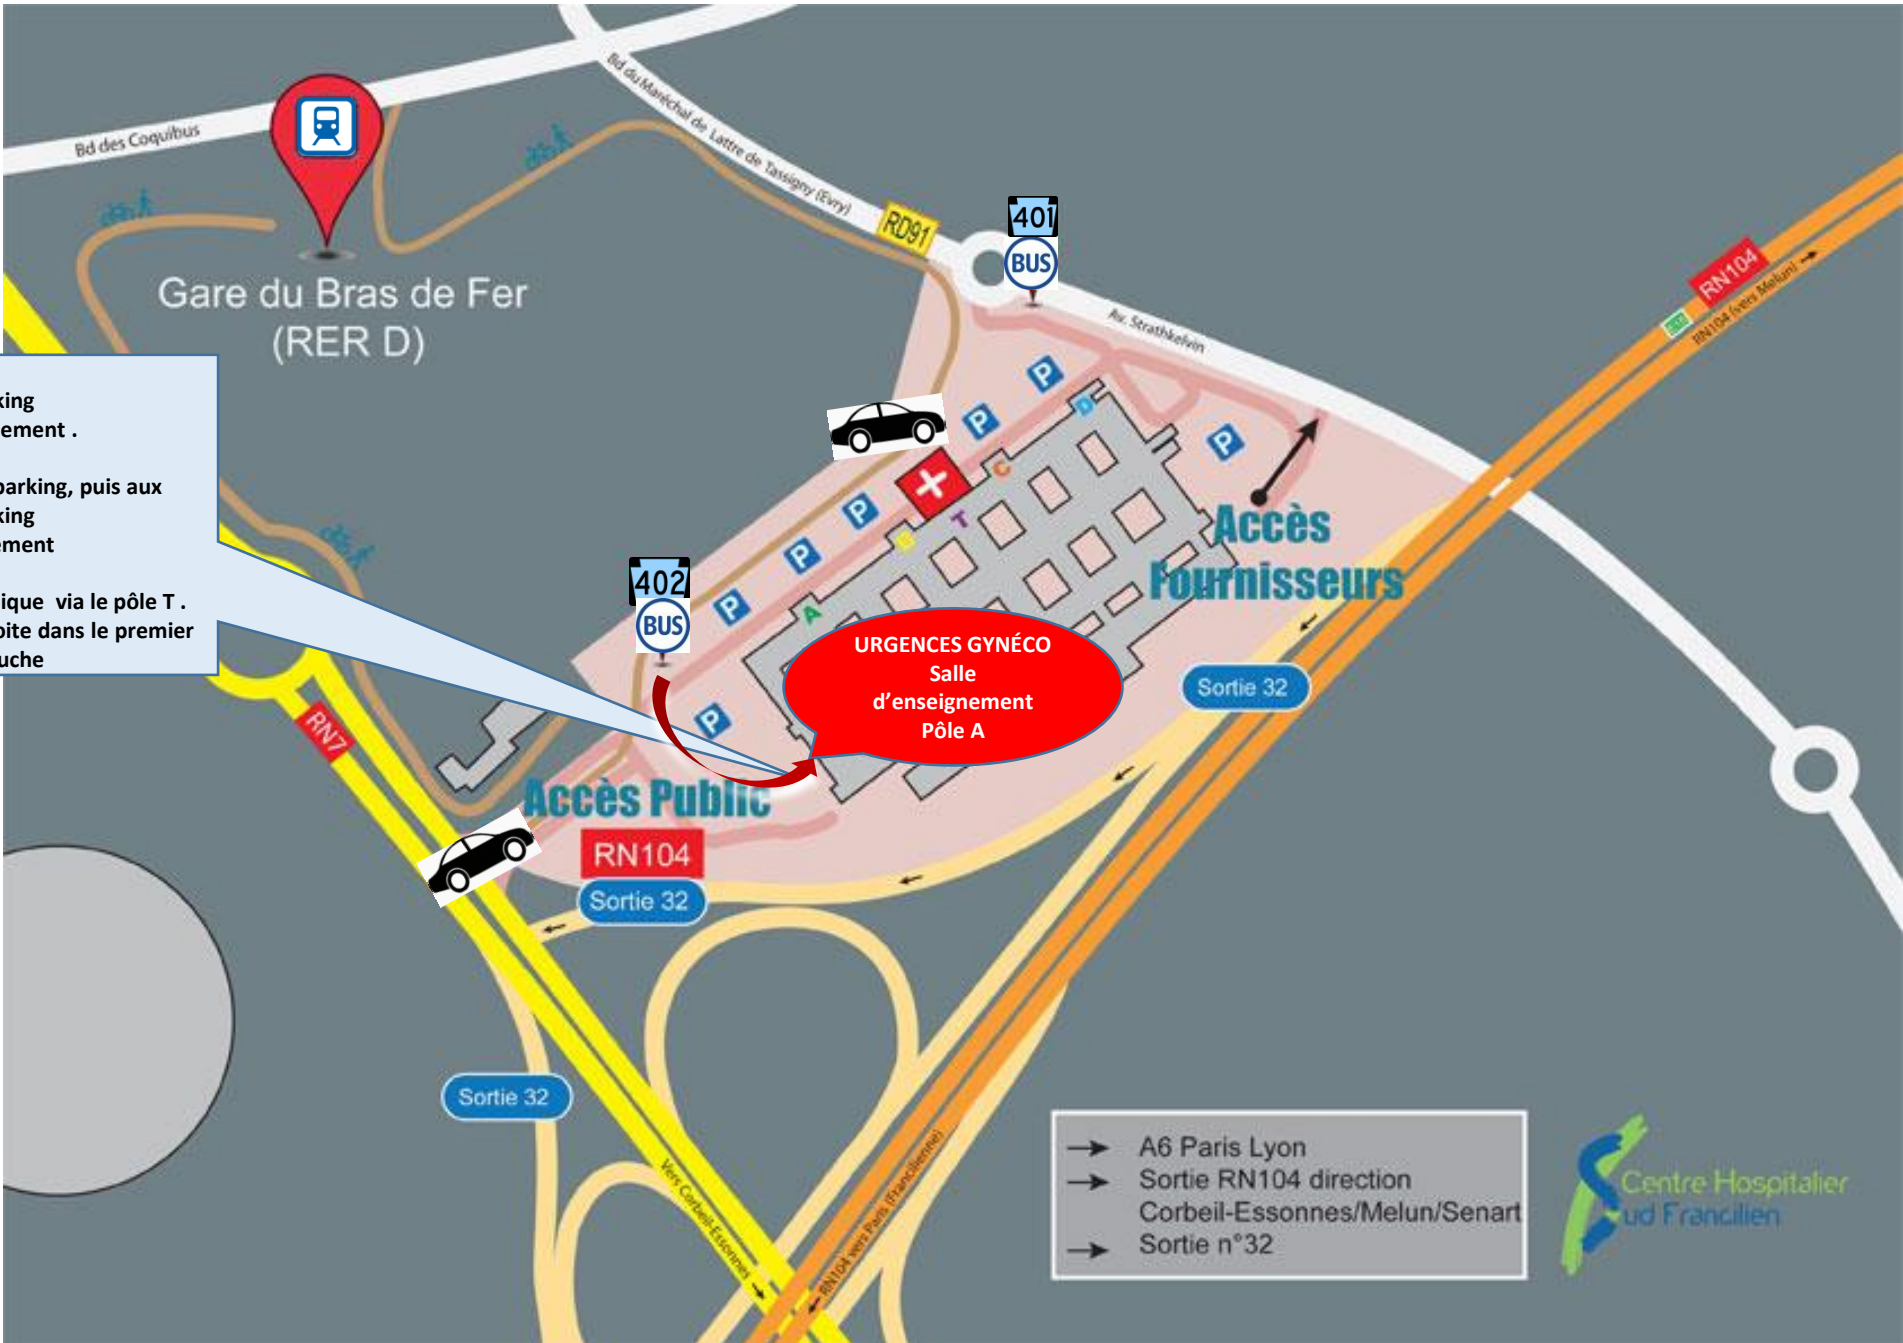 Bd des Coquibus
Bd du Maréchal de Lattre de Tassigny (Evry)
RD91
401
BUS
Av. Strathkelvin
RN104
RN104 (vers Melun)
Gare du Bras de Fer
(RER D)
king
ement .
parking, puis aux
king
ement
ique via le pôle T .
oite dans le premier
uche
P
P
P
P
P
P
P
P
D
C
T
A
402
BUS
Accès
Fournisseurs
URGENCES GYNÉCO
Salle
d’enseignement
Pôle A
Sortie 32
RN7
Accès Public
RN104
Sortie 32
Sortie 32
Vers Corbeil-Essonnes
RN104 vers Paris (Francilienne)
A6 Paris Lyon
Sortie RN104 direction
Corbeil-Essonnes/Melun/Senart
Sortie n°32
Centre Hospitalier
Sud Francilien